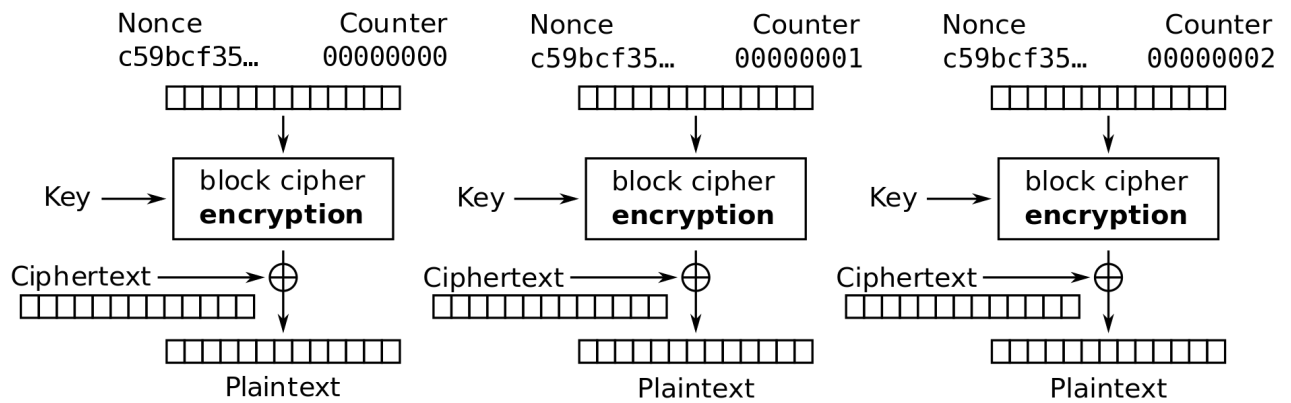 Nonce Counter Nonce Counter Nonce Counter
c59bcf35… 00000000 c59bcf35… 00000001 c59bcf35… 00000002
block cipher block cipher block cipher
Key encryption Key encryption Key encryption
Ciphertext Ciphertext Ciphertext
Plaintext Plaintext Plaintext